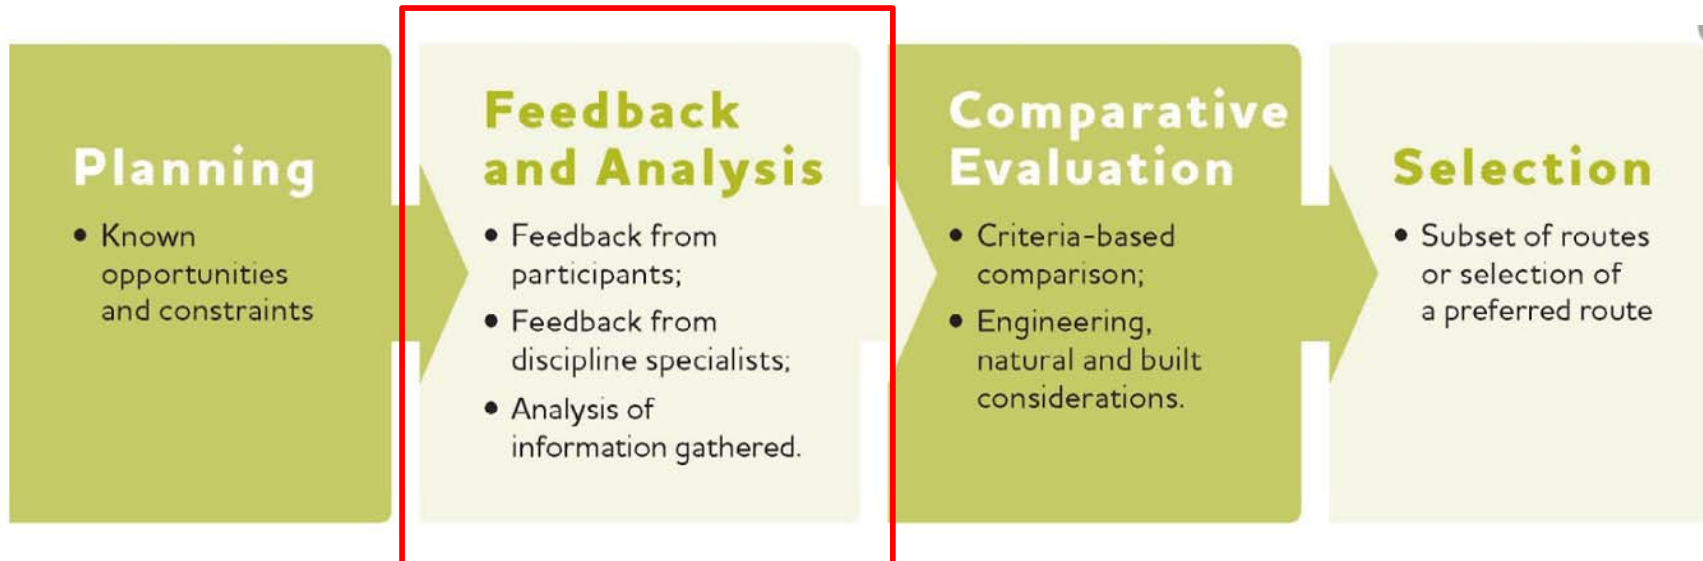 Planning
• Known
opportunities
and constraints
Feedback
and Analysis
• Feedback from
participants;
• Feedback from
discipline specialists;
• Analysis of
information gathered.
Comparative
Evaluation
• Criteria-based
comparison;
• Engineering,
natural and built
considerations.
Selection
• Subset of routes
or selection of
a preferred route